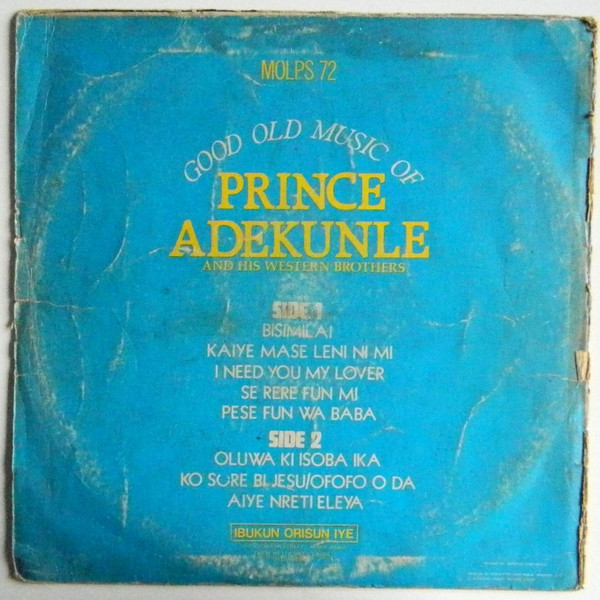 MOLPS 72
GOOD OLD MUSIC OF
PRINCE
ADEKUNLE
AND HIS WESTERN BROTHERS
SIDE 1
BISIMILAI
KAIYE MASE LENI NI MI
I NEED YOU MY LOVER
SE RERE FUN MI
PESE FUN WA BABA
SIDE 2
OLUWA KI ISOBA IKA
KO SORE BI JESU/OFOFO O DA
AIYE NRETI ELEYA
IBUKUN ORISUN IYE